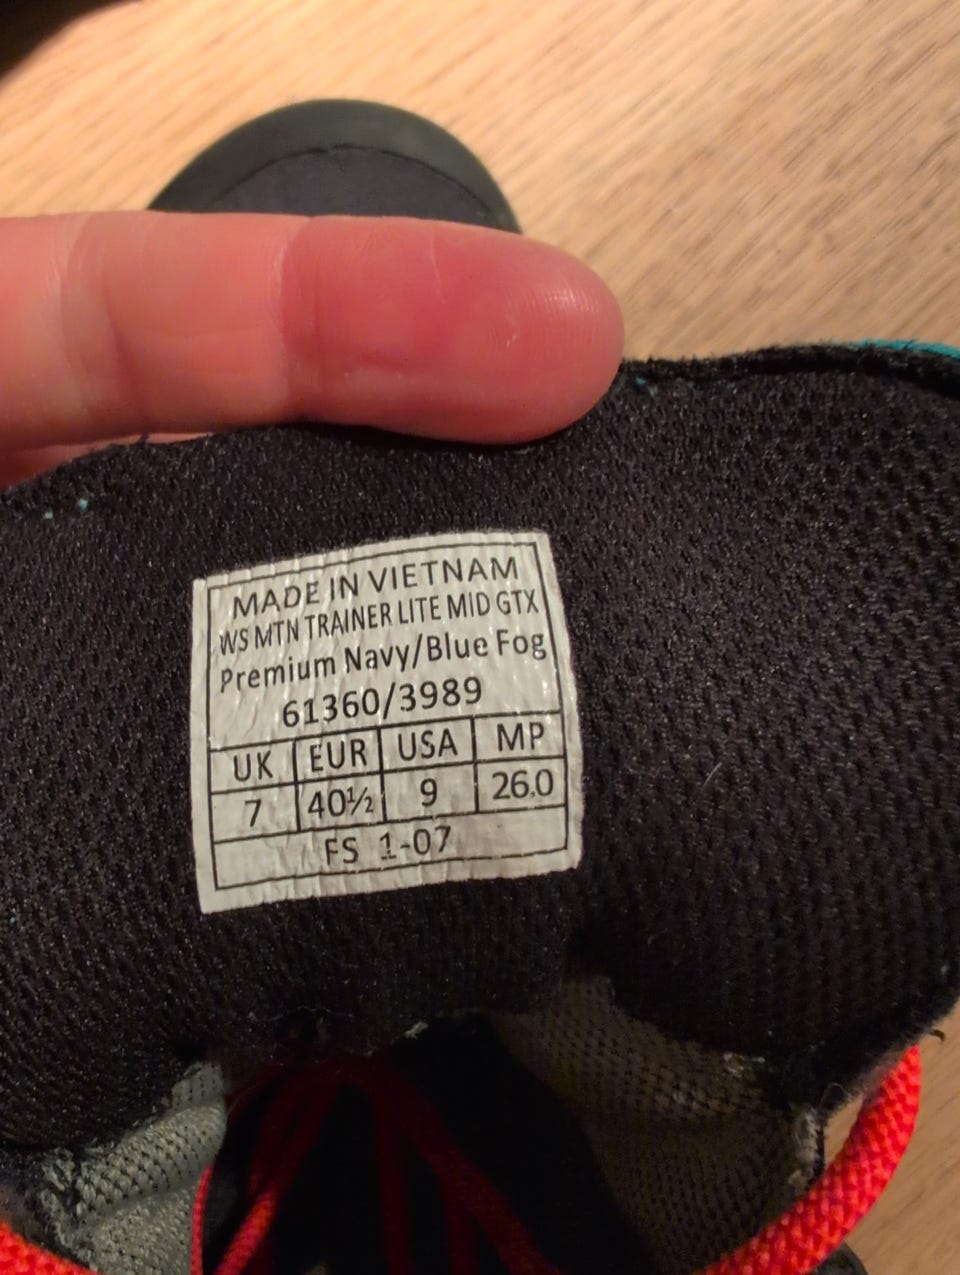 MADE IN VIETNAM
WS MTN TRAINER LITE MID GTX
Premium Navy/Blue Fog
61360/3989
UK EUR USA MP
7 40½ 9 26.0
FS 1-07